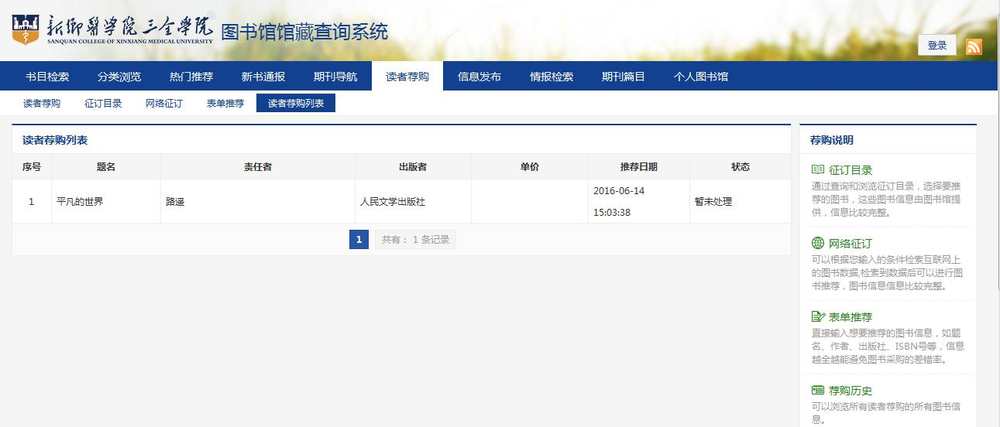 新乡医学院三全学院
SANQUAN COLLEGE OF XINXIANG MEDICAL UNIVERSITY
图书馆馆藏查询系统
登录
书目检索 分类浏览 热门推荐 新书通报 期刊导航 读者荐购 信息发布 情报检索 期刊篇目 个人图书馆
读者荐购 征订目录 网络征订 表单推荐 读者荐购列表
读者荐购列表
序号 题名 责任者 出版者 单价 推荐日期 状态
1 平凡的世界 路遥 人民文学出版社 2016-06-14 15:03:38 暂未处理
1 共有： 1 条记录
荐购说明
征订目录
通过查询和浏览征订目录，选择要推
荐的图书，这些图书信息由图书馆提
供，信息比较完整。
网络征订
可以根据您输入的条件检索互联网上
的图书数据,检索到数据后可以进行图
书推荐，图书信息信息比较完整。
表单推荐
直接输入想要推荐的图书信息，如题
名、作者、出版社、ISBN号等，信息
越全越能避免图书采购的差错率。
荐购历史
可以浏览所有读者荐购的所有图书信
息。